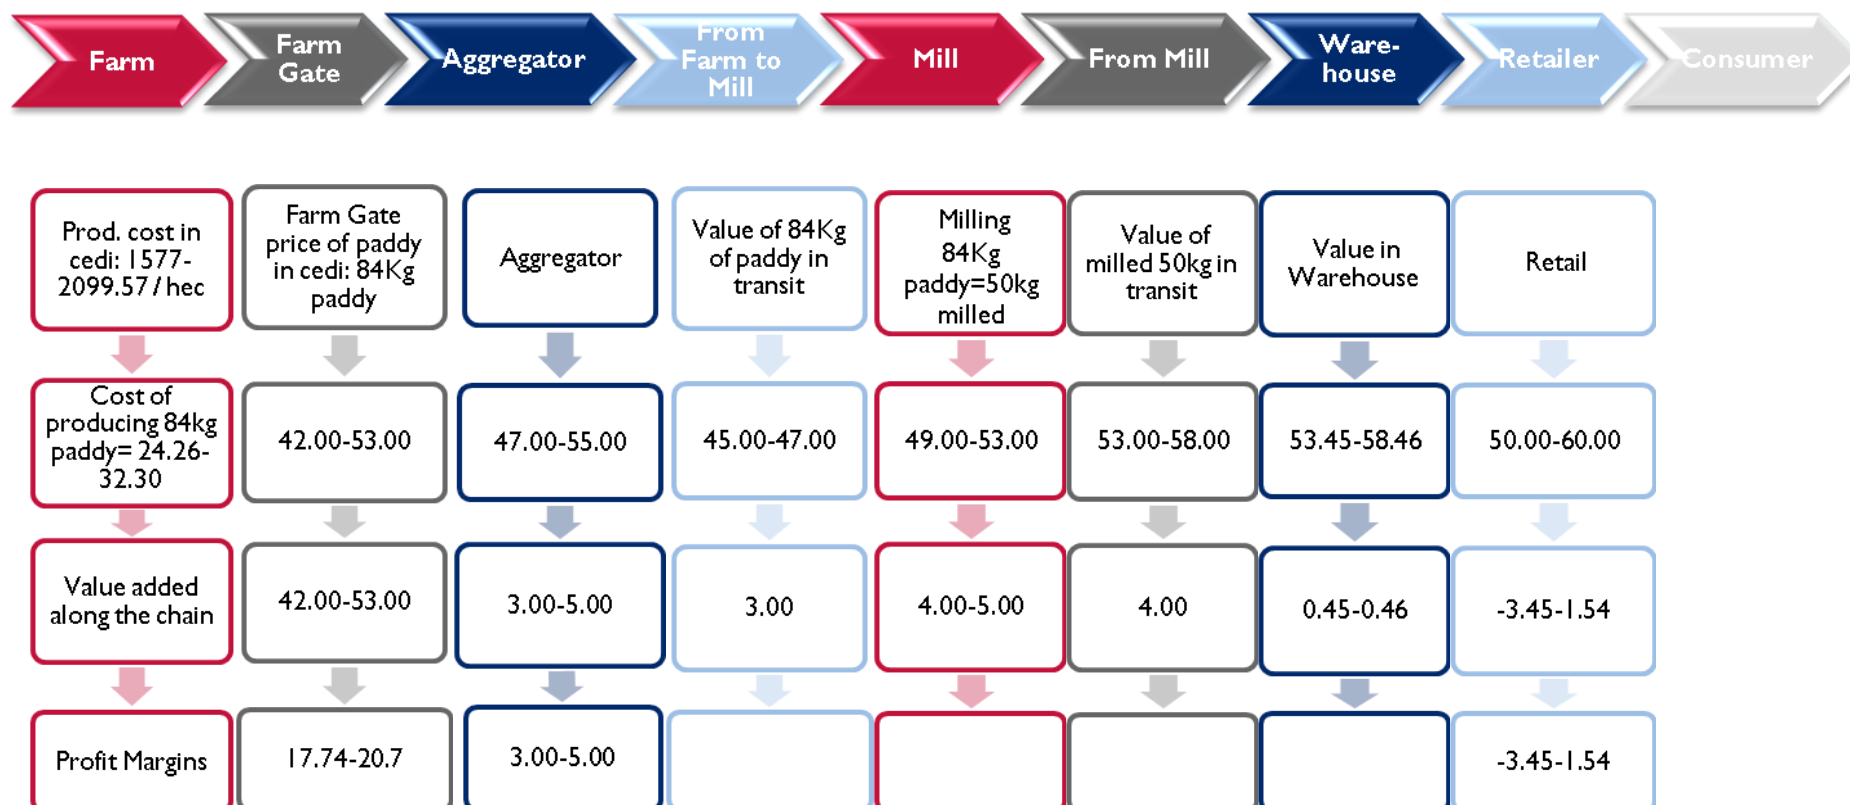 Farm
Farm
Gate
Aggregator
From
Farm to
Mill
Mill
From Mill
Ware-
house
Retailer
Consumer
Prod. cost in
cedi: 1577-
2099.57 / hec
Farm Gate
price of paddy
in cedi: 84Kg
paddy
Aggregator
Value of 84Kg
of paddy in
transit
Milling
84Kg
paddy=50kg
milled
Value of
milled 50kg in
transit
Value in
Warehouse
Retail
Cost of
producing 84kg
paddy= 24.26-
32.30
42.00-53.00
47.00-55.00
45.00-47.00
49.00-53.00
53.00-58.00
53.45-58.46
50.00-60.00
Value added
along the chain
42.00-53.00
3.00-5.00
3.00
4.00-5.00
4.00
0.45-0.46
-3.45-1.54
Profit Margins
17.74-20.7
3.00-5.00
-3.45-1.54